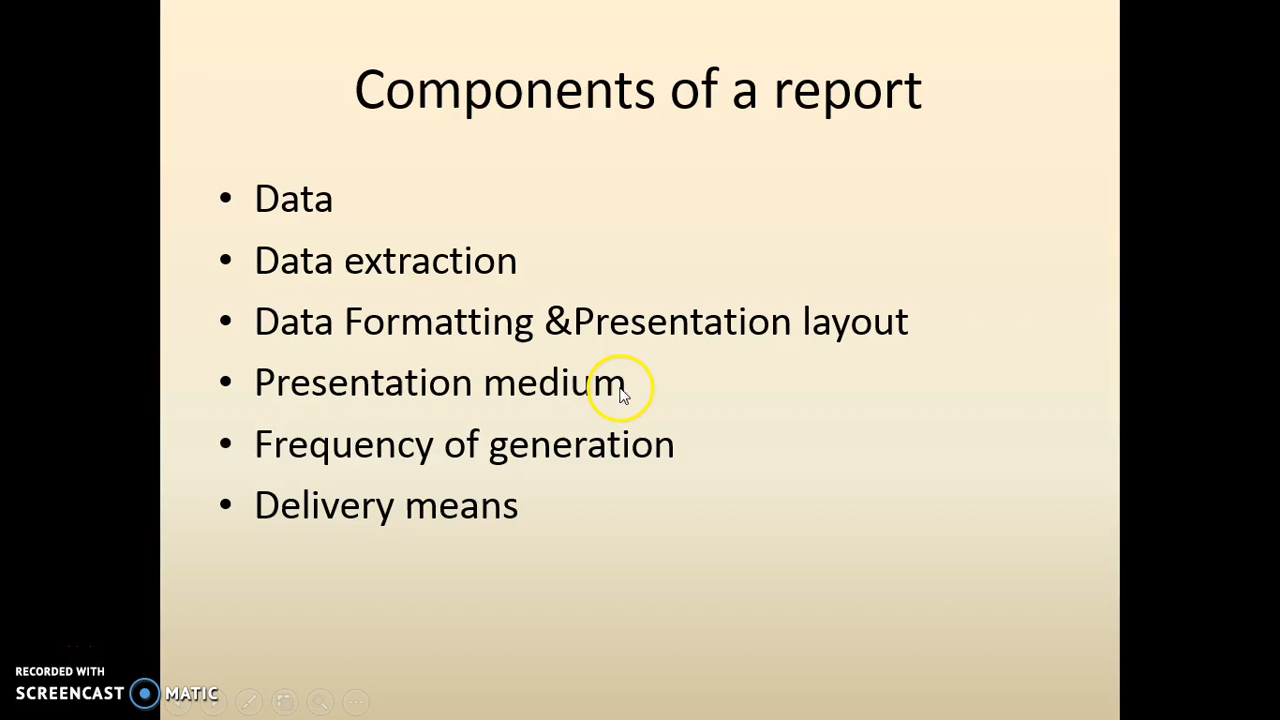 Components of a report
• Data
• Data extraction
• Data Formatting &Presentation layout
• Presentation medium
• Frequency of generation
• Delivery means
RECORDED WITH
SCREENCAST MATIC